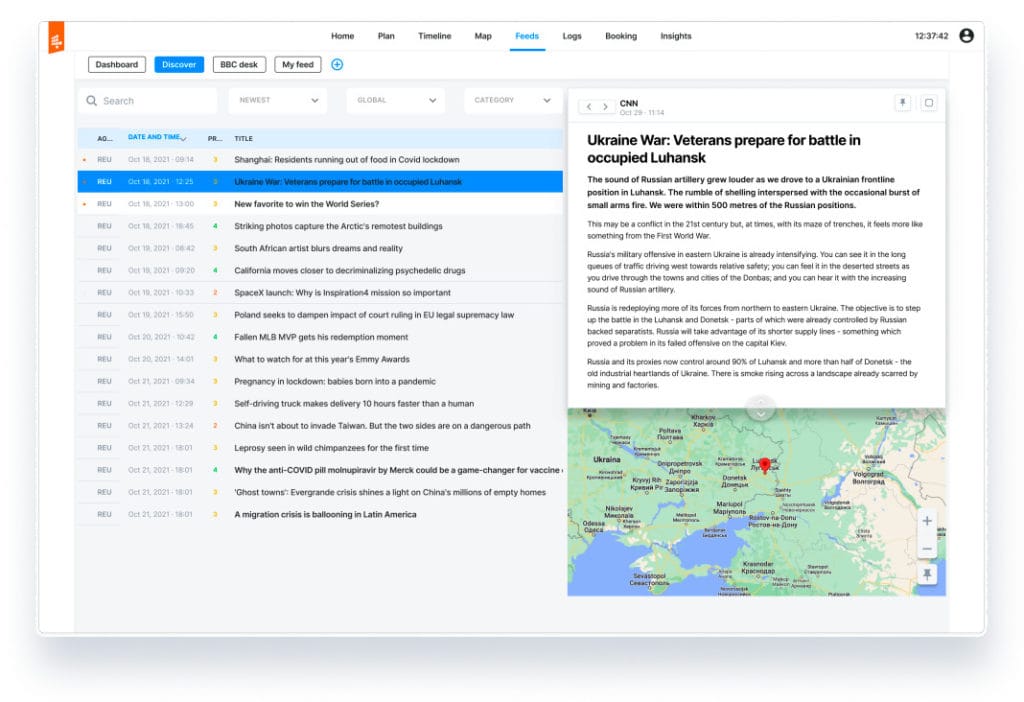 Home Plan Timeline Map Feeds Logs Booking Insights 12:37:42
Dashboard Discover BBC desk My feed
Search NEWEST GLOBAL CATEGORY
AG... DATE AND TIME PR... TITLE
REU Oct 18, 2021 - 09:14 3 Shanghai: Residents running out of food in Covid lockdown
REU Oct 18, 2021 - 12:25 3 Ukraine War: Veterans prepare for battle in occupied Luhansk
REU Oct 18, 2021 - 13:00 3 New favorite to win the World Series?
REU Oct 18, 2021 - 18:45 4 Striking photos capture the Arctic's remotest buildings
REU Oct 19, 2021 - 08:42 3 South African artist blurs dreams and reality
REU Oct 19, 2021 - 09:20 4 California moves closer to decriminalizing psychedelic drugs
REU Oct 19, 2021 - 10:33 2 SpaceX launch: Why is Inspiration4 mission so important
REU Oct 19, 2021 - 15:50 3 Poland seeks to dampen impact of court ruling in EU legal supremacy law
REU Oct 20, 2021 - 10:42 4 Fallen MLB MVP gets his redemption moment
REU Oct 20, 2021 - 14:01 3 What to watch for at this year's Emmy Awards
REU Oct 21, 2021 - 09:34 3 Pregnancy in lockdown: babies born into a pandemic
REU Oct 21, 2021 - 12:29 3 Self-driving truck makes delivery 10 hours faster than a human
REU Oct 21, 2021 - 13:24 2 China isn't about to invade Taiwan. But the two sides are on a dangerous path
REU Oct 21, 2021 - 18:01 3 Leprosy seen in wild chimpanzees for the first time
REU Oct 21, 2021 - 18:01 4 Why the anti-COVID pill molnupiravir by Merck could be a game-changer for vaccine
REU Oct 21, 2021 - 18:01 3 'Ghost towns': Evergrande crisis shines a light on China's millions of empty homes
REU Oct 21, 2021 - 18:01 3 A migration crisis is ballooning in Latin America
CNN
Oct 29 - 11:14
Ukraine War: Veterans prepare for battle in
occupied Luhansk
The sound of Russian artillery grew louder as we drove to a Ukrainian frontline
position in Luhansk. The rumble of shelling interspersed with the occasional burst of
small arms fire. We were within 500 metres of the Russian positions.
This may be a conflict in the 21st century but, at times, with its maze of trenches, it feels more like
something from the First World War.
Russia's military offensive in eastern Ukraine is already intensifying. You can see it in the long
queues of traffic driving west towards relative safety; you can feel it in the deserted streets as
you drive through the towns and cities of the Donbas; and you can hear it with the increasing
sound of Russian artillery.
Russia is redeploying more of its forces from northern to eastern Ukraine. The objective is to step
up the battle in the Luhansk and Donetsk - parts of which were already controlled by Russian
backed separatists. Russia will take advantage of its shorter supply lines - something which
proved a problem in its failed offensive on the capital Kiev.
Russia and its proxies now control around 90% of Luhansk and more than half of Donetsk - the
old industrial heartlands of Ukraine. There is smoke rising across a landscape already scarred by
mining and factories.
Kharkov
Харків
Poltava
Полтава
Ukraina
Dnipropetrovsk
Дніпро
Kryvyj Rih
Кривий Ріг
Zaporizjzja
Запоріжжя
Donetsk
Донецьк
Volgograd
Волгоград
Mariupol
Маріуполь
Nikolajev
Миколаїв
Kherson
Херсон
Odessa
Одеса
Melitopol
Мелітополь
Berdjansk
Бердянськ
Rostov-na-Donu
Ростов-на-Дону
Krasnodar
Краснодар
Stavropol
Ставрополь
Sevastopol
Севастополь